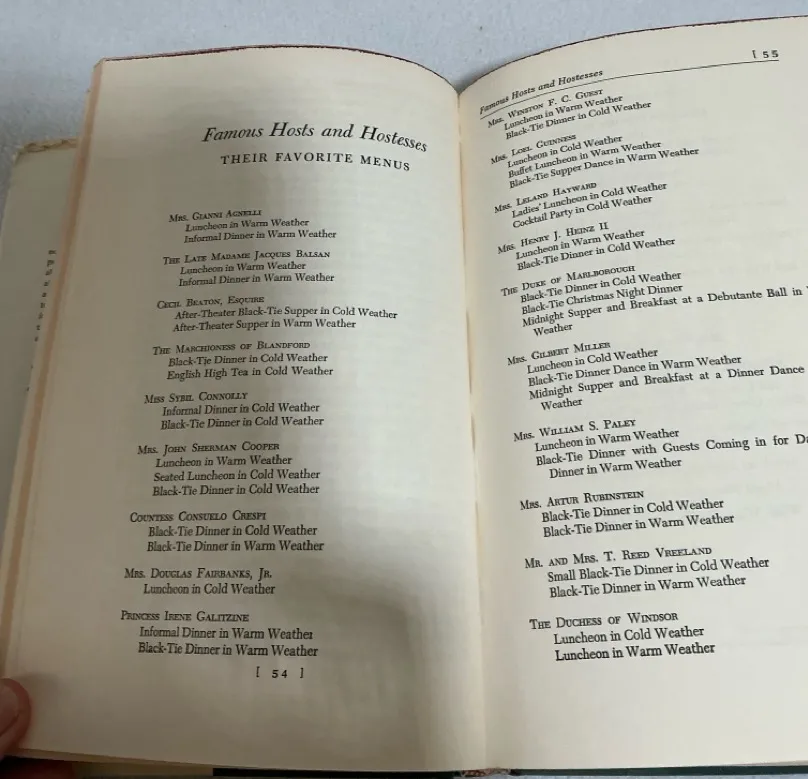 Famous Hosts and Hostesses
THEIR FAVORITE MENUS
MRS. GIANNI AGNELLI
Luncheon in Warm Weather
Informal Dinner in Warm Weather
THE LATE MADAME JACQUES BALSAN
Luncheon in Warm Weather
Informal Dinner in Warm Weather
CECIL BEATON, ESQUIRE
After-Theater Black-Tie Supper in Cold Weather
After-Theater Supper in Warm Weather
THE MARCHIONESS OF BLANDFORD
Black-Tie Dinner in Cold Weather
English High Tea in Cold Weather
MISS SYBIL CONNOLLY
Informal Dinner in Cold Weather
Black-Tie Dinner in Cold Weather
MRS. JOHN SHERMAN COOPER
Luncheon in Warm Weather
Seated Luncheon in Cold Weather
Black-Tie Dinner in Cold Weather
COUNTESS CONSUELO CRESPI
Black-Tie Dinner in Cold Weather
Black-Tie Dinner in Warm Weather
MRS. DOUGLAS FAIRBANKS, JR.
Luncheon in Cold Weather
PRINCESS IRENE GALITZINE
Informal Dinner in Warm Weather
Black-Tie Dinner in Warm Weather
[ 54 ]
Famous Hosts and Hostesses [ 55
MRS. WINSTON F. C. GUEST
Luncheon in Warm Weather
Black-Tie Dinner in Cold Weather
MRS. LOEL GUINNESS
Luncheon in Cold Weather
Buffet Luncheon in Warm Weather
Black-Tie Supper Dance in Warm Weather
MRS. LELAND HAYWARD
Ladies' Luncheon in Cold Weather
Cocktail Party in Cold Weather
MRS. HENRY J. HEINZ II
Luncheon in Warm Weather
Black-Tie Dinner in Cold Weather
THE DUKE OF MARLBOROUGH
Black-Tie Dinner in Cold Weather
Black-Tie Christmas Night Dinner
Midnight Supper and Breakfast at a Debutante Ball in
Weather
MRS. GILBERT MILLER
Luncheon in Cold Weather
Black-Tie Dinner Dance in Warm Weather
Midnight Supper and Breakfast at a Dinner Dance
Weather
MRS. WILLIAM S. PALEY
Luncheon in Warm Weather
Black-Tie Dinner with Guests Coming in for
Dinner in Warm Weather
MRS. ARTUR RUBINSTEIN
Black-Tie Dinner in Cold Weather
Black-Tie Dinner in Warm Weather
MR. AND MRS. T. REED VREELAND
Small Black-Tie Dinner in Cold Weather
Black-Tie Dinner in Warm Weather
THE DUCHESS OF WINDSOR
Luncheon in Cold Weather
Luncheon in Warm Weather